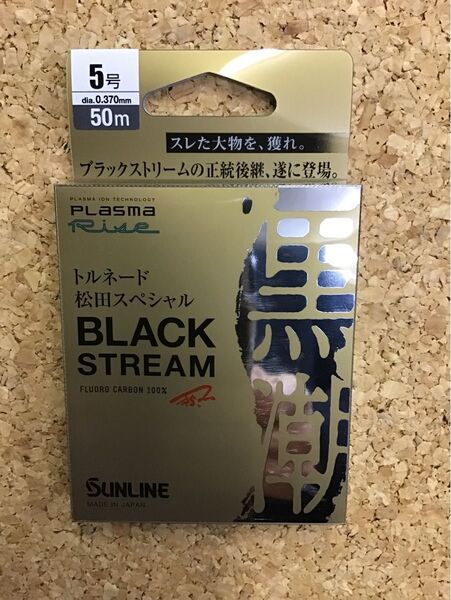 5号
dia.0.370mm
50m
スレた大物を、獲れ。
ブラックストリームの正統後継、遂に登場。
PLASMA ION TECHNOLOGY
PLaSMa
Rise
トルネード
松田スペシャル
BLACK
STREAM
FLUORO CARBON 100%
黒潮
SUNLINE
MADE IN JAPAN